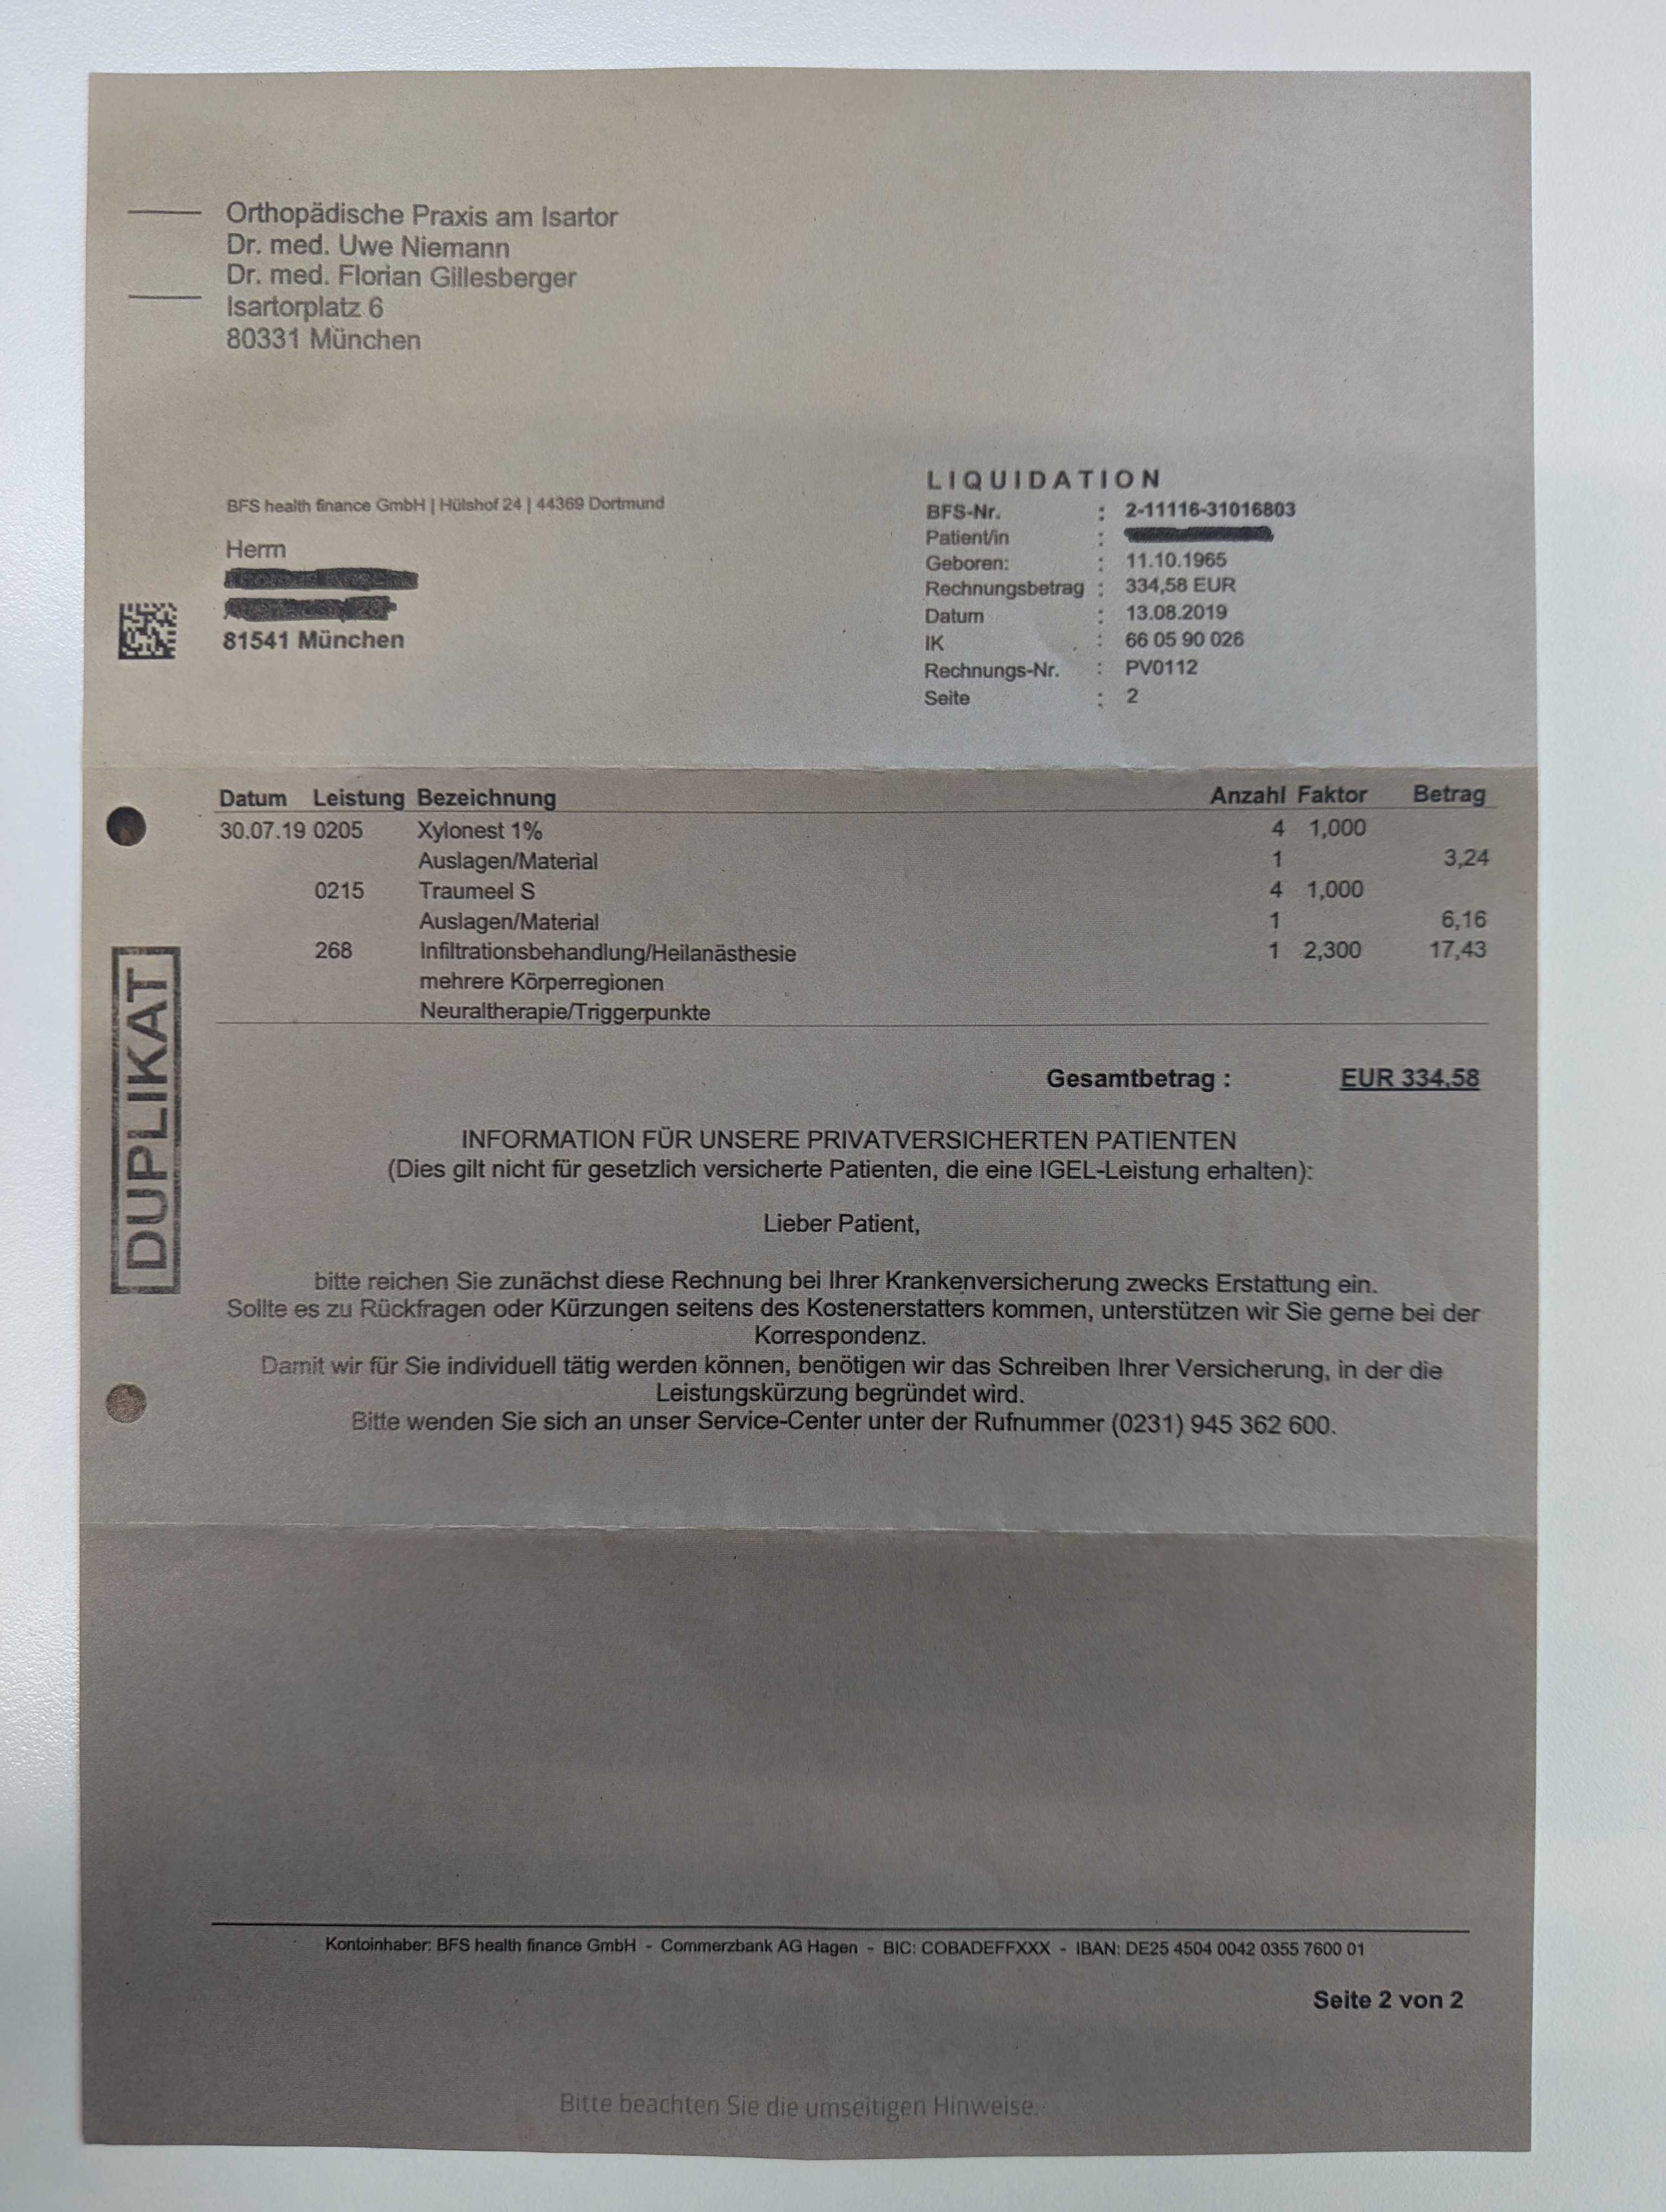 Orthopädische Praxis am Isartor
Dr. med. Uwe Niemann
Dr. med. Florian Gillesberger
Isartorplatz 6
80331 München
LIQUIDATION
BFS health finance GmbH | Hülshof 24 | 44369 Dortmund
BFS-Nr. : 2-11116-31016803
Patient/in :
Herrn
Geboren: : 11.10.1965
Rechnungsbetrag : 334,58 EUR
Datum : 13.08.2019
81541 München
IK : 66 05 90 026
Rechnungs-Nr. : PV0112
Seite : 2
Datum Leistung Bezeichnung Anzahl Faktor Betrag
30.07.19 0205 Xylonest 1% 4 1,000
Auslagen/Material 1 3,24
0215 Traumeel S 4 1,000
Auslagen/Material 1 6,16
268 Infiltrationsbehandlung/Heilanästhesie 1 2,300 17,43
mehrere Körperregionen
Neuraltherapie/Triggerpunkte
DUPLIKAT
Gesamtbetrag : EUR 334,58
INFORMATION FÜR UNSERE PRIVATVERSICHERTEN PATIENTEN
(Dies gilt nicht für gesetzlich versicherte Patienten, die eine IGEL-Leistung erhalten):
Lieber Patient,
bitte reichen Sie zunächst diese Rechnung bei Ihrer Krankenversicherung zwecks Erstattung ein.
Sollte es zu Rückfragen oder Kürzungen seitens des Kostenerstatters kommen, unterstützen wir Sie gerne bei der
Korrespondenz.
Damit wir für Sie individuell tätig werden können, benötigen wir das Schreiben Ihrer Versicherung, in der die
Leistungskürzung begründet wird.
Bitte wenden Sie sich an unser Service-Center unter der Rufnummer (0231) 945 362 600.
Kontoinhaber: BFS health finance GmbH - Commerzbank AG Hagen - BIC: COBADEFFXXX - IBAN: DE25 4504 0042 0355 7600 01
Seite 2 von 2
Bitte beachten Sie die umseitigen Hinweise.